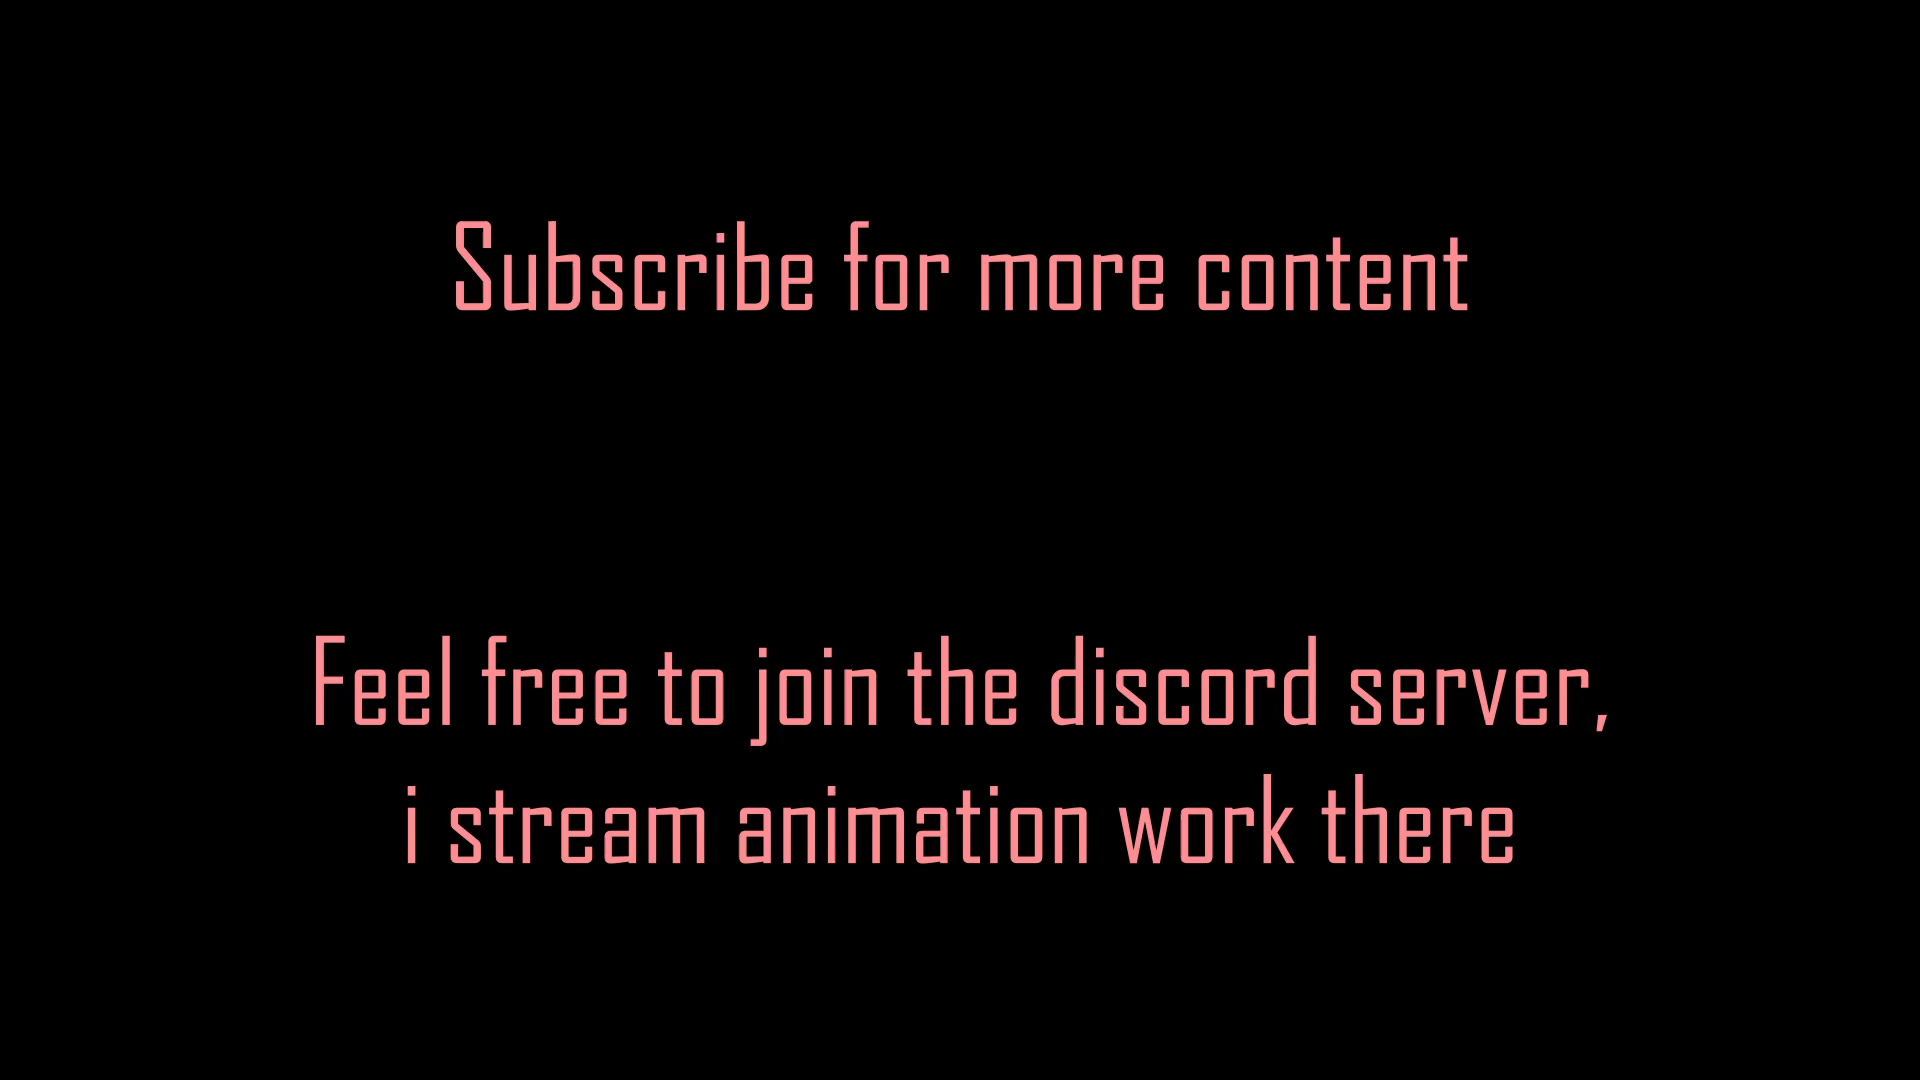 Subscribe for more content
Feel free to join the discord server,
i stream animation work there